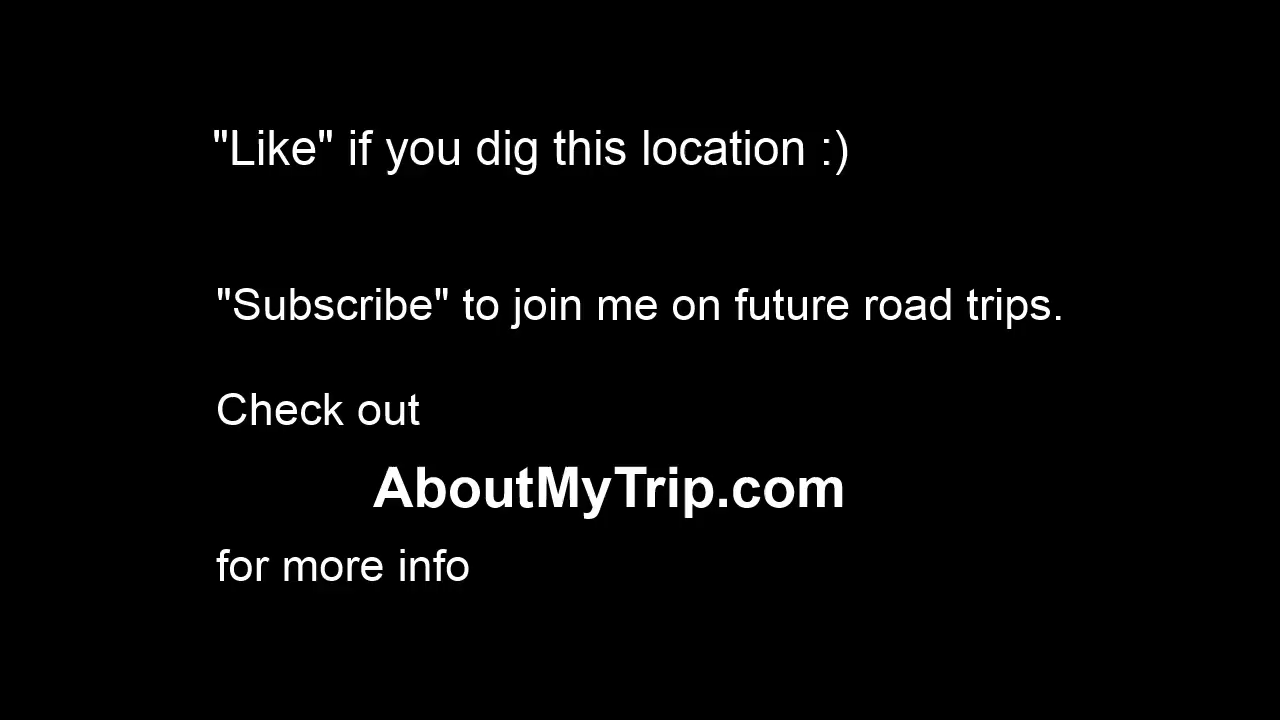 "Like" if you dig this location :)
"Subscribe" to join me on future road trips.
Check out
AboutMyTrip.com
for more info